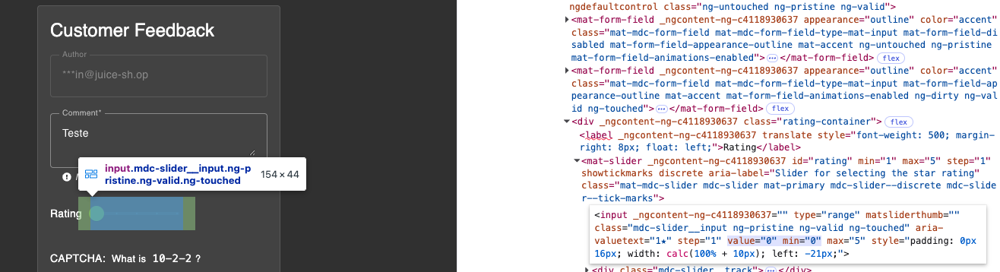 Customer Feedback
Author
***in@juice-sh.op
Comment*
Teste
input.mdc-slider__input.ng-p
ristine.ng-valid.ng-touched
154 × 44
Rating
CAPTCHA: What is 10-2-2 ?
ngdefaultcontrol class="ng-untouched ng-pristine ng-valid">
<mat-form-field _ngcontent-ng-c4118930637 appearance="outline" color="accent"
class="mat-mdc-form-field mat-mdc-form-field-type-mat-input mat-form-field-di
sabled mat-form-field-appearance-outline mat-accent ng-untouched ng-pristine
mat-form-field-animations-enabled"> ⋯ </mat-form-field> flex
<mat-form-field _ngcontent-ng-c4118930637 appearance="outline" color="accent"
class="mat-mdc-form-field mat-mdc-form-field-type-mat-input mat-form-field-ap
pearance-outline mat-accent mat-form-field-animations-enabled ng-dirty ng-val
id ng-touched"> ⋯ </mat-form-field> flex
<div _ngcontent-ng-c4118930637 class="rating-container"> flex
<label _ngcontent-ng-c4118930637 translate style="font-weight: 500; margin-
right: 8px; float: left;">Rating</label>
<mat-slider _ngcontent-ng-c4118930637 id="rating" min="1" max="5" step="1"
showtickmarks discrete aria-label="Slider for selecting the star rating"
class="mat-mdc-slider mdc-slider mat-primary mdc-slider--discrete mdc-slide
r--tick-marks">
<input _ngcontent-ng-c4118930637="" type="range" matsliderthumb=""
class="mdc-slider__input ng-pristine ng-valid ng-touched" aria-
valuetext="1★" step="1" value="0" min="0" max="5" style="padding: 0px
16px; width: calc(100% + 10px); left: -21px;">
<div class="mdc-slider__track"> ⋯ </div>